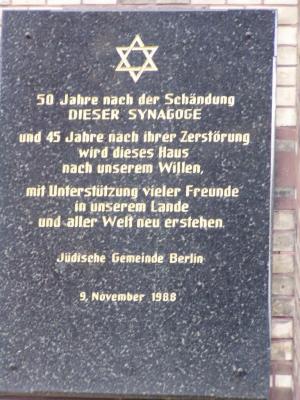 50 Jahre nach der Schändung
DIESER SYNAGOGE
und 45 Jahre nach ihrer Zerstörung
wird dieses Haus
nach unserem Willen,
mit Unterstützung vieler Freunde
in unserem Lande
und aller Welt neu erstehen.
Jüdische Gemeinde Berlin
9. November 1988